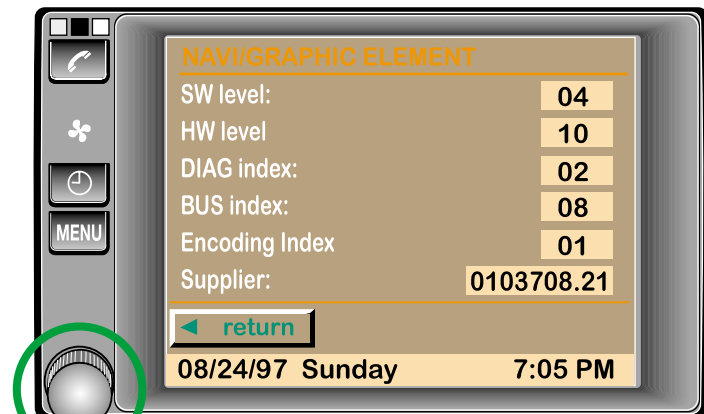 NAVI/GRAPHIC ELEMENT
SW level: 04
HW level 10
DIAG index: 02
BUS index: 08
MENU
Encoding Index 01
Supplier: 0103708.21
return
08/24/97 Sunday 7:05 PM